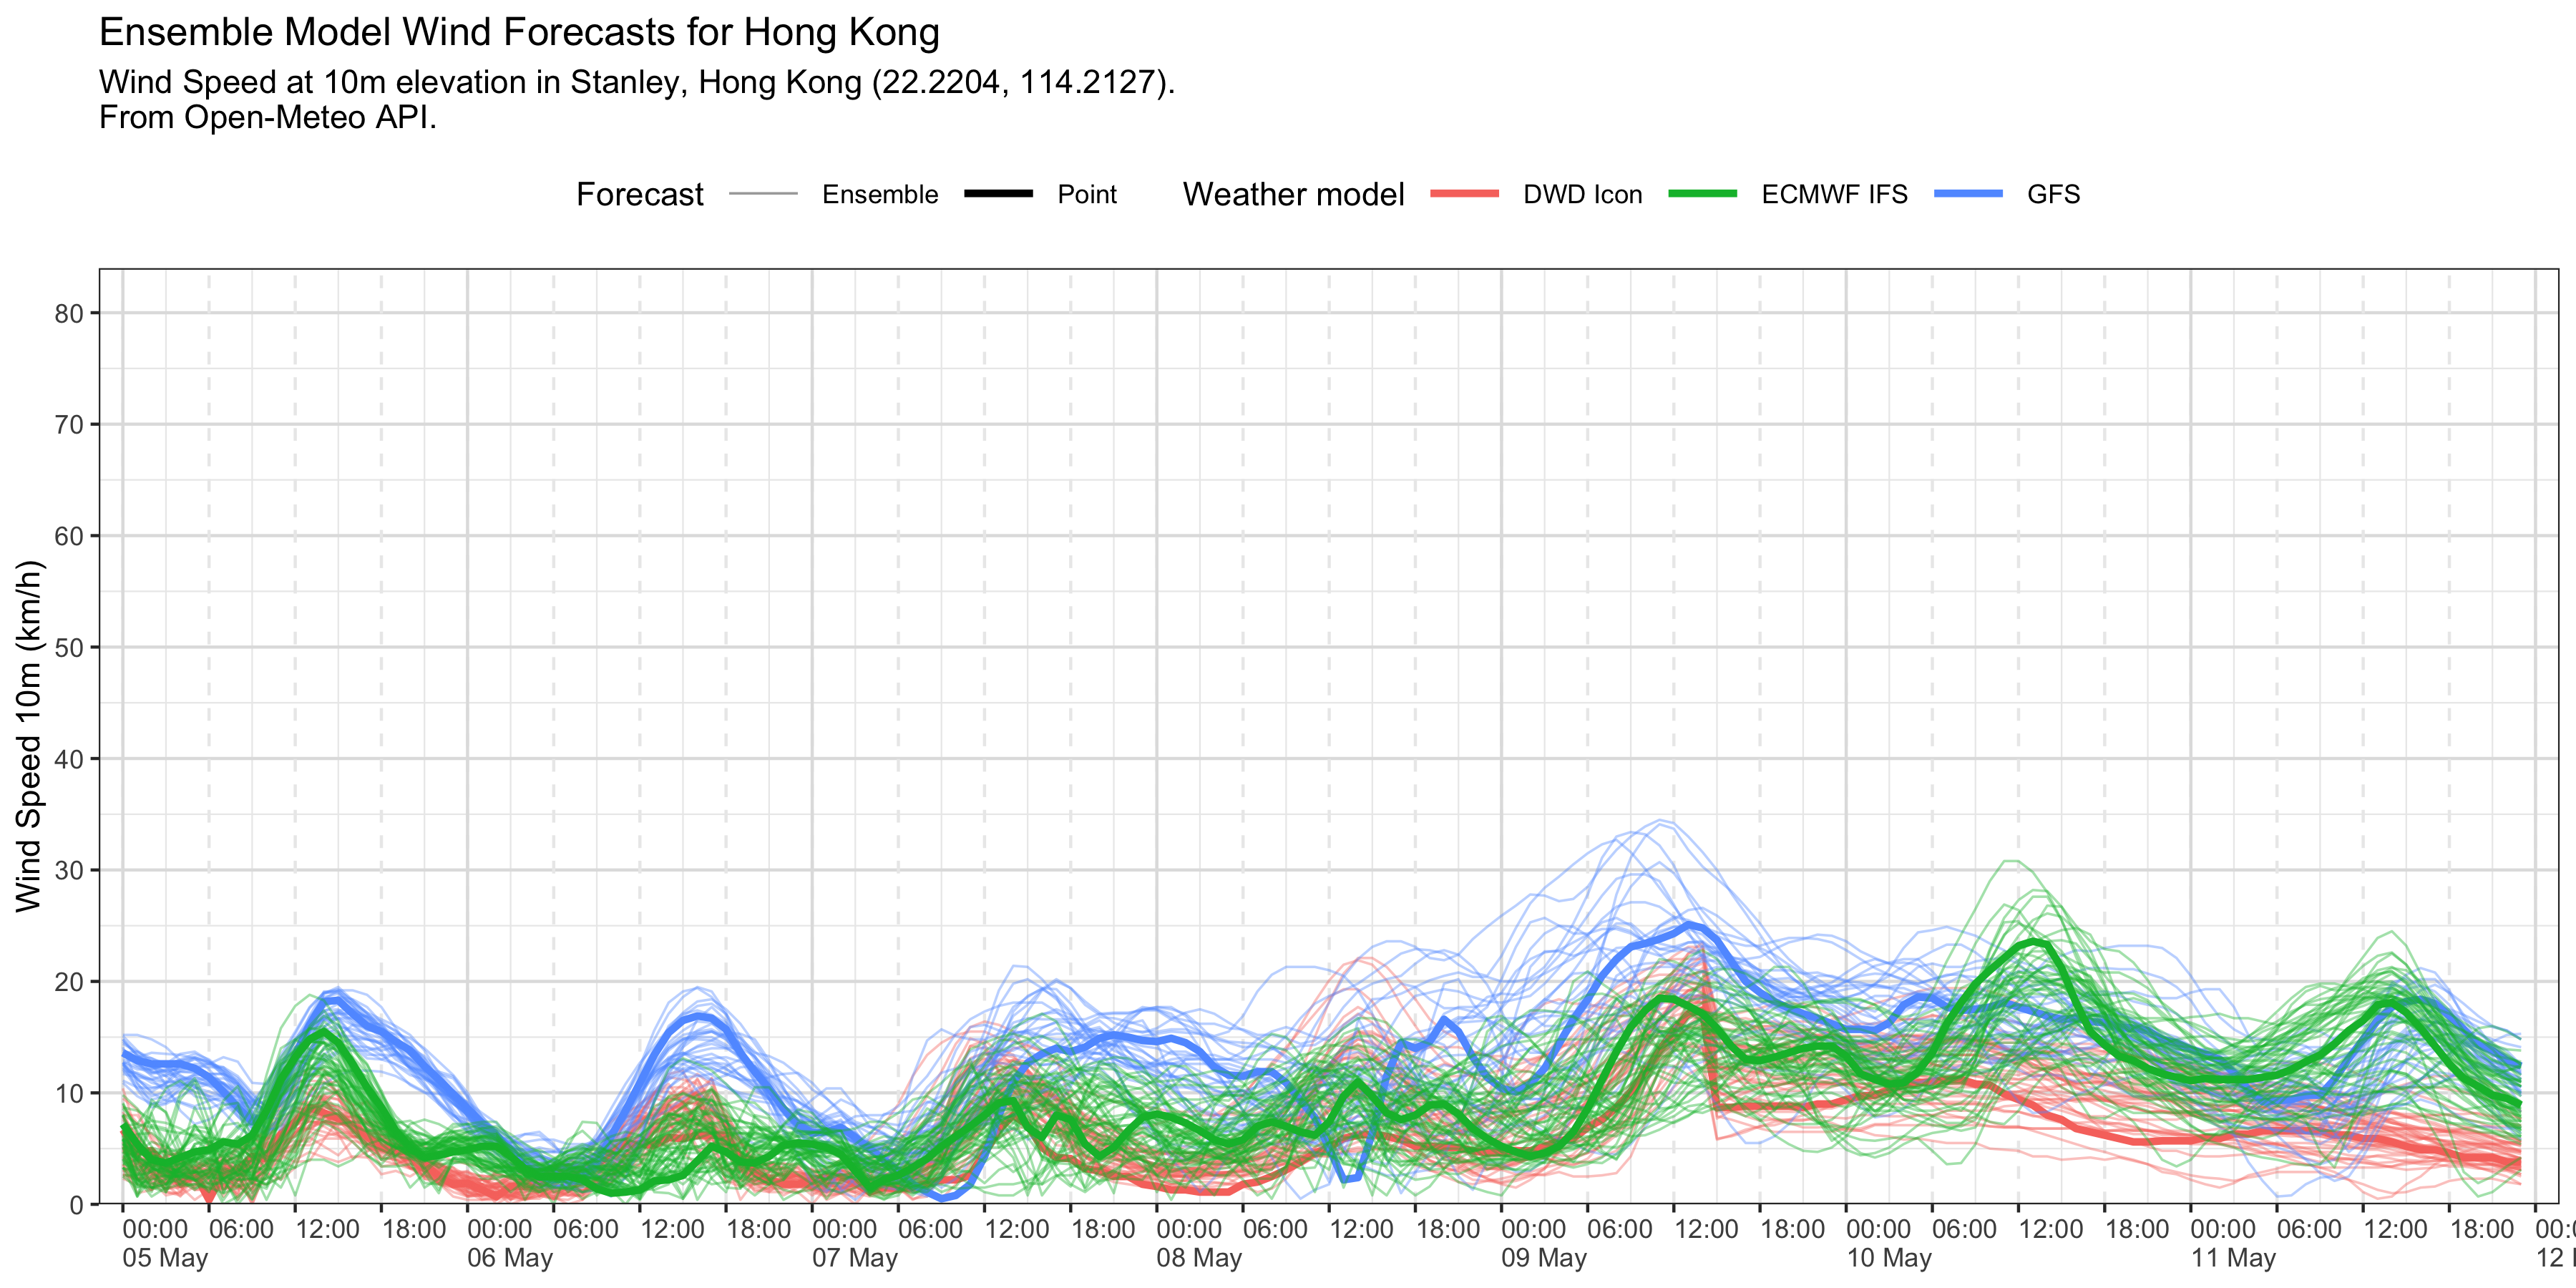 Ensemble Model Wind Forecasts for Hong Kong
Wind Speed at 10m elevation in Stanley, Hong Kong (22.2204, 114.2127).
From Open-Meteo API.
Forecast Ensemble Point Weather model DWD Icon ECMWF IFS GFS
Wind Speed 10m (km/h)
80
70
60
50
40
30
20
10
0
00:00 06:00 12:00 18:00 00:00 06:00 12:00 18:00 00:00 06:00 12:00 18:00 00:00 06:00 12:00 18:00 00:00 06:00 12:00 18:00 00:00 06:00 12:00 18:00 00:00 06:00 12:00 18:00
05 May 06 May 07 May 08 May 09 May 10 May 11 May 12